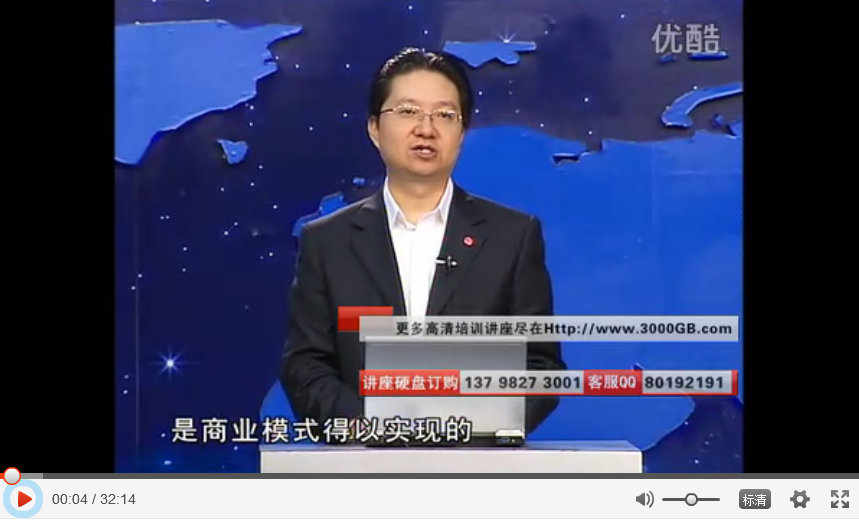 优酷
更多高清培训讲座尽在Http://www.3000GB.com
讲座硬盘订购 137 9827 3001 客服QQ 80192191
是商业模式得以实现的
00:04 / 32:14
标清